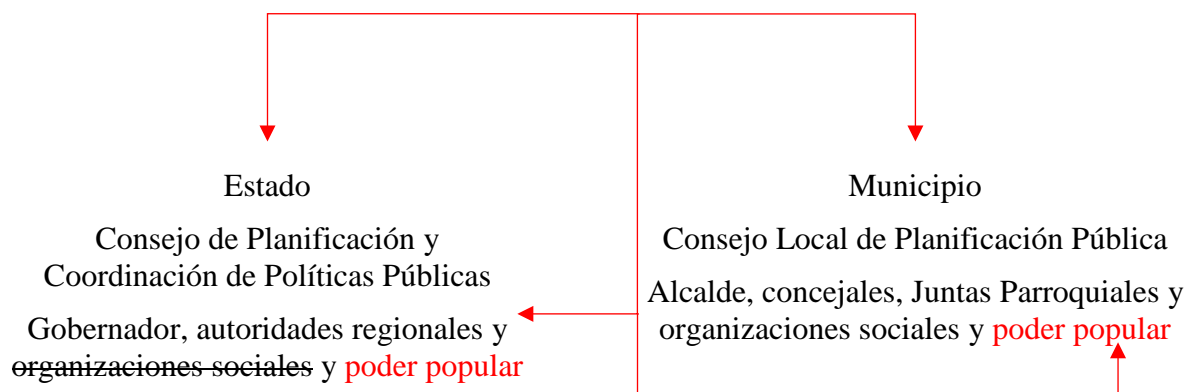 Estado
Consejo de Planificación y
Coordinación de Políticas Públicas
Gobernador, autoridades regionales y
organizaciones sociales y poder popular
Municipio
Consejo Local de Planificación Pública
Alcalde, concejales, Juntas Parroquiales y
organizaciones sociales y poder popular